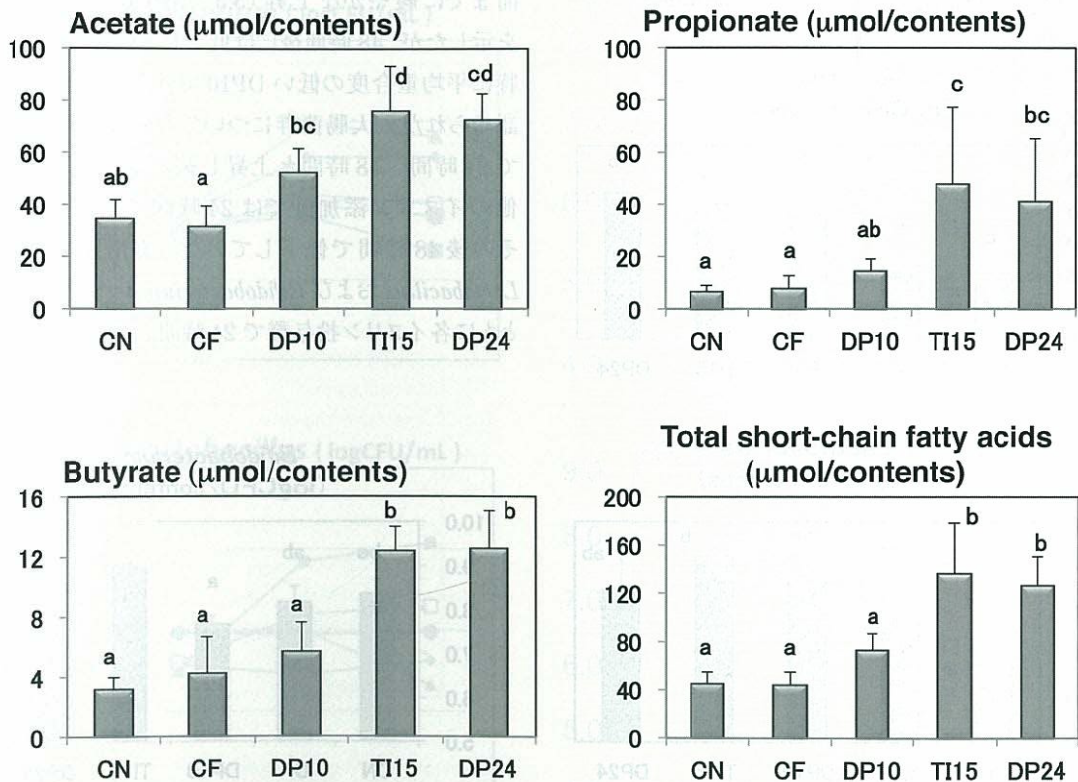 Acetate (μmol/contents)
100
80
60
40
20
0
ab
a
bc
d
cd
CN CF DP10 TI15 DP24
Propionate (μmol/contents)
100
80
60
40
20
0
a
a
ab
c
bc
CN CF DP10 TI15 DP24
Butyrate (μmol/contents)
16
12
8
4
0
a
a
a
b
b
CN CF DP10 TI15 DP24
Total short-chain fatty acids
(μmol/contents)
200
160
120
80
40
0
a
a
a
b
b
CN CF DP10 TI15 DP24